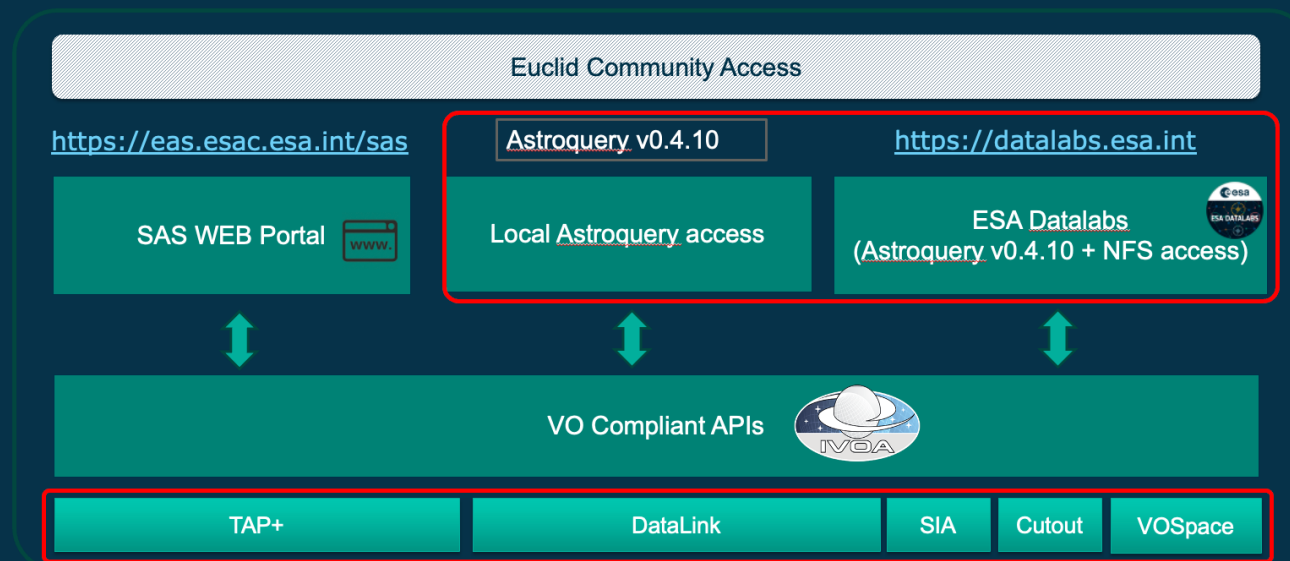 Euclid Community Access
https://eas.esac.esa.int/sas
Astroquery v0.4.10
https://datalabs.esa.int
SAS WEB Portal
www.
Local Astroquery access
ESA Datalabs
(Astroquery v0.4.10 + NFS access)
esa
ESA DATALABS
VO Compliant APIs
IVOA
TAP+
DataLink
SIA
Cutout
VOSpace